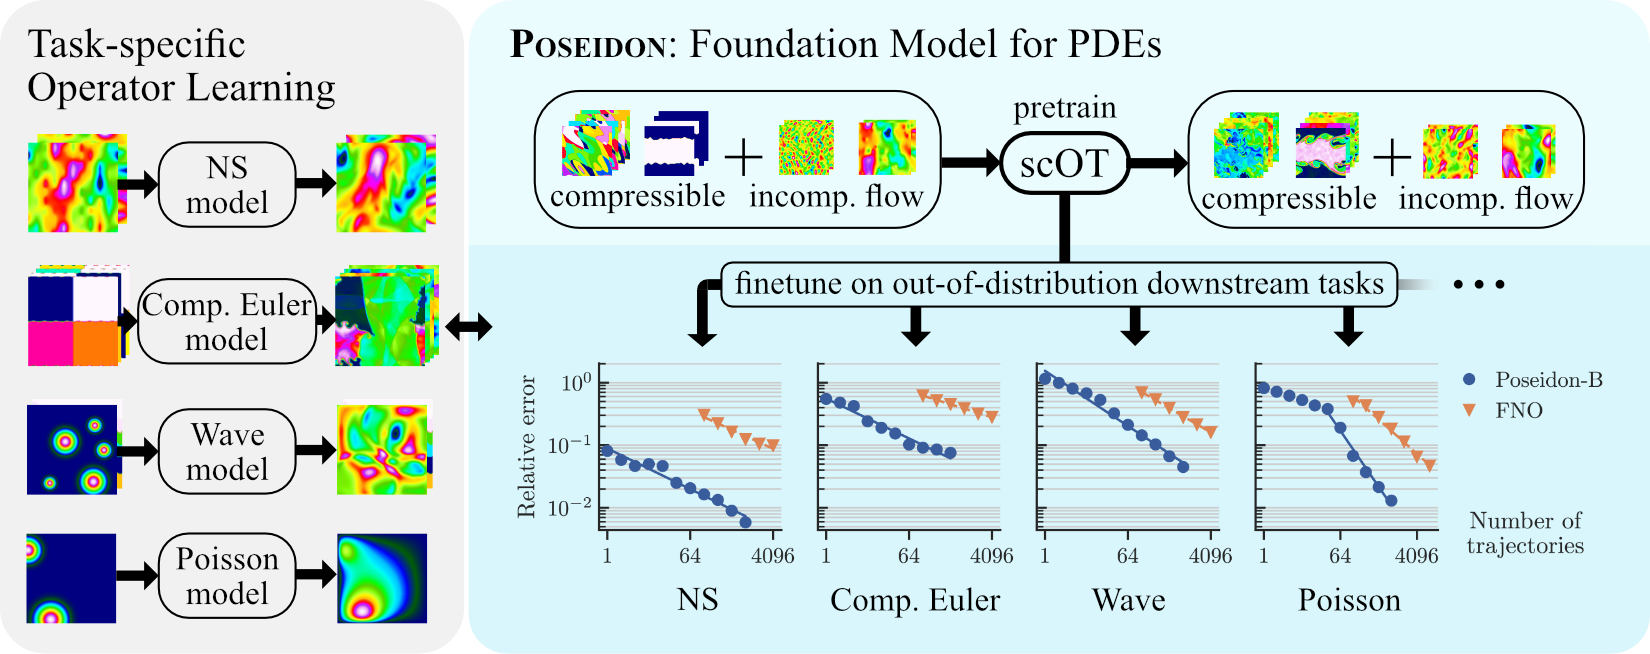 Task-specific
Operator Learning
NS
model
Comp. Euler
model
Wave
model
Poisson
model
POSEIDON: Foundation Model for PDEs
compressible
incomp. flow
pretrain
scOT
compressible
incomp. flow
finetune on out-of-distribution downstream tasks
Relative error
10⁰
10⁻¹
10⁻²
1 64 4096
NS
1 64 4096
Comp. Euler
1 64 4096
Wave
1 64 4096
Poisson
Poseidon-B
FNO
Number of
trajectories